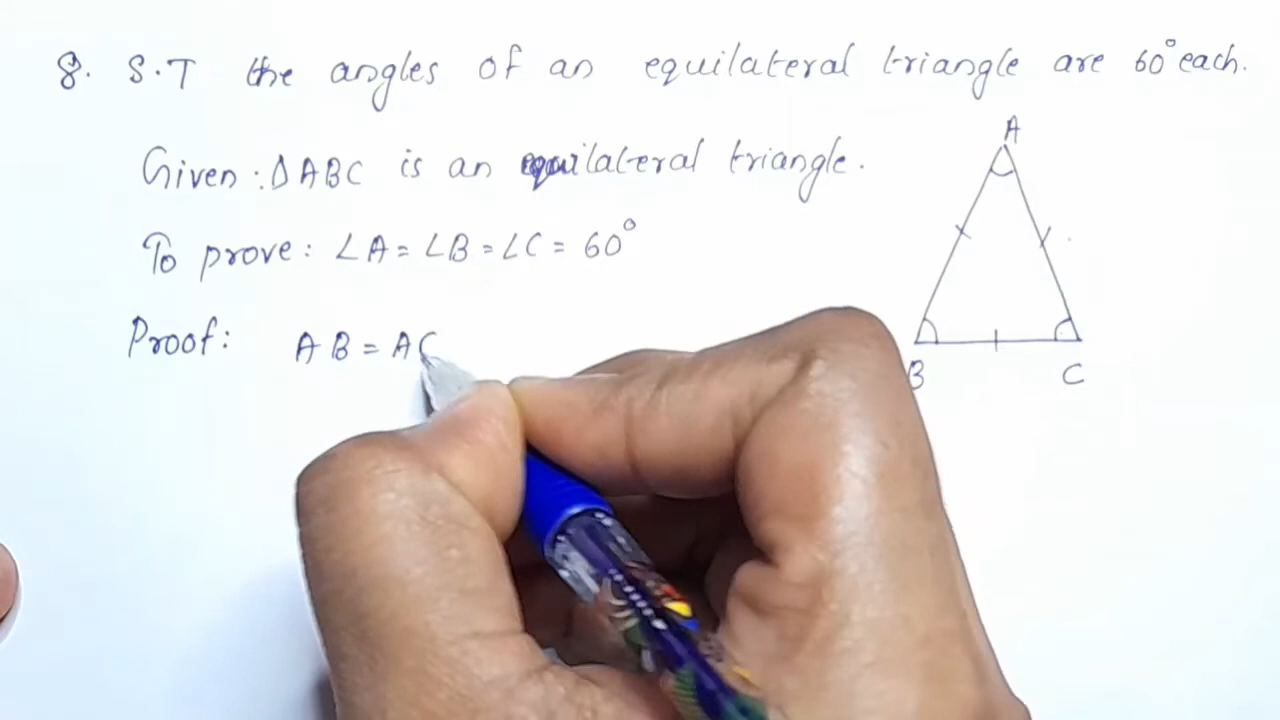 8. S.T the angles of an equilateral triangle are 60° each.
Given: ΔABC is an equilateral triangle.
To prove: ∠A = ∠B = ∠C = 60°
Proof: AB = AC
A
B
C